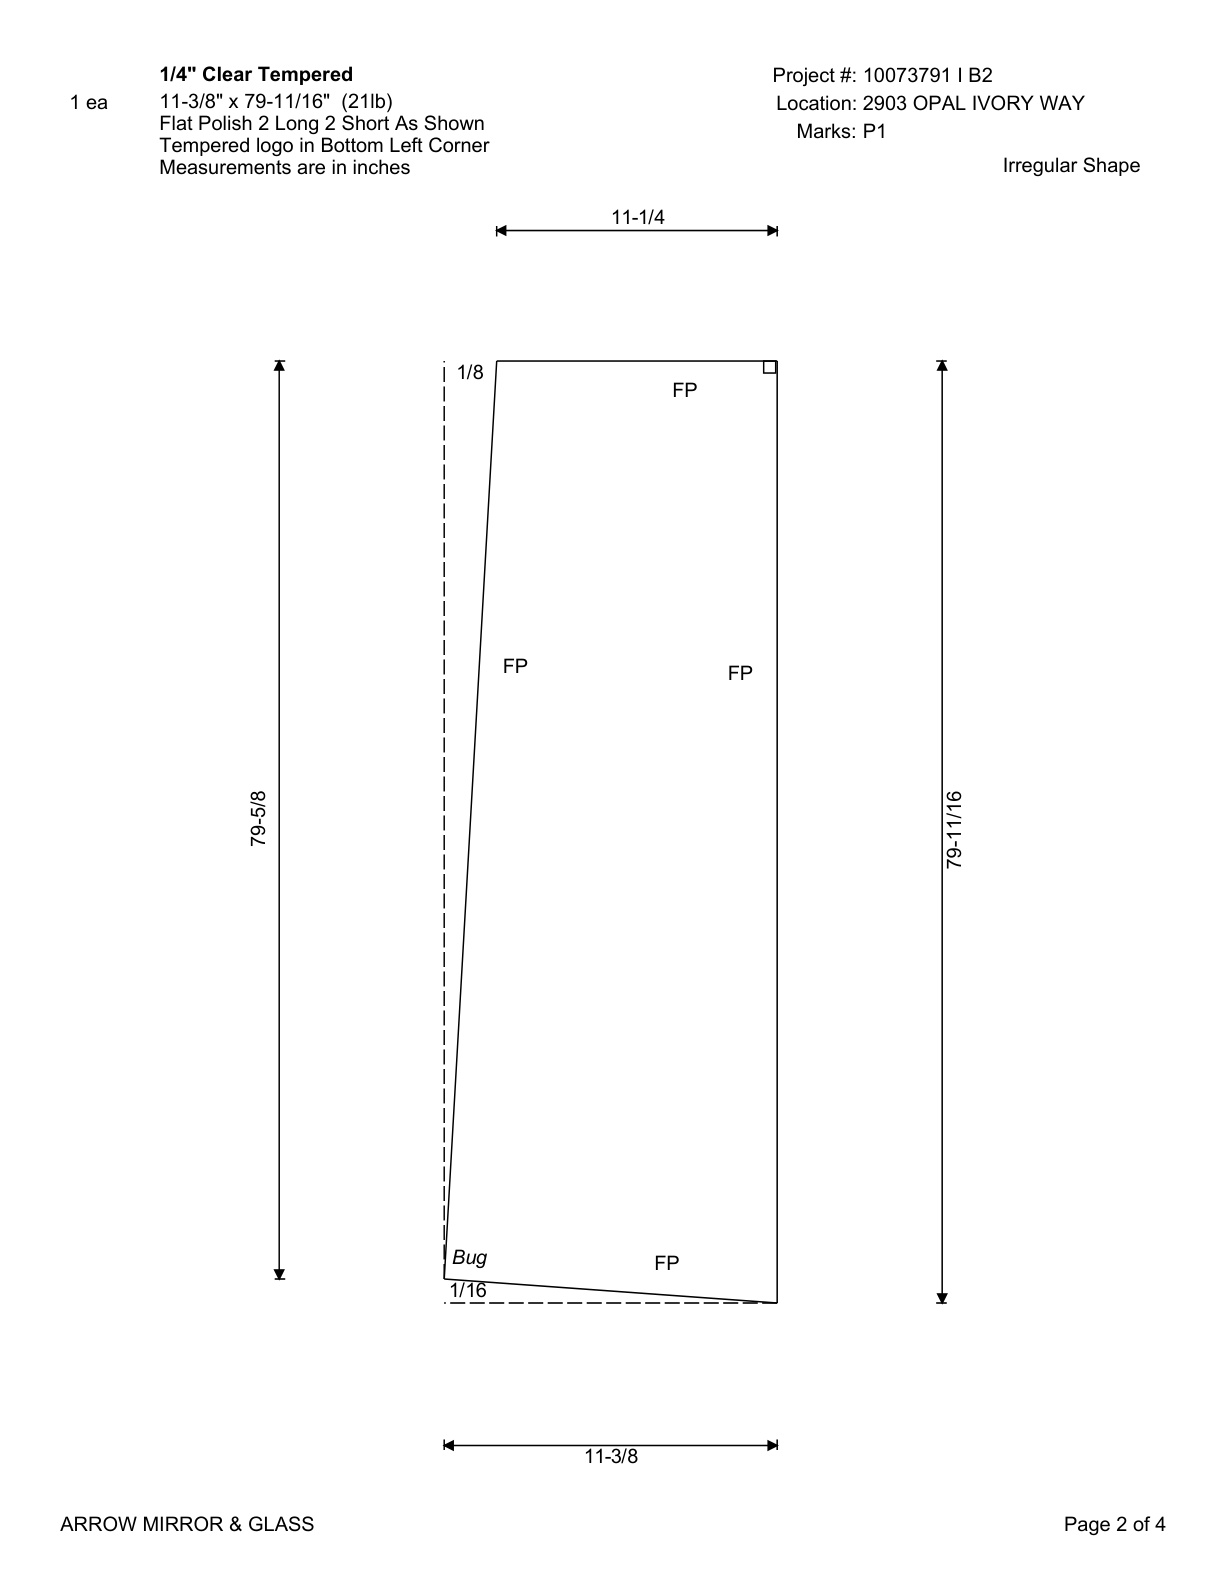 1/4" Clear Tempered
1 ea
11-3/8" x 79-11/16" (21lb)
Flat Polish 2 Long 2 Short As Shown
Tempered logo in Bottom Left Corner
Measurements are in inches
Project #: 10073791 I B2
Location: 2903 OPAL IVORY WAY
Marks: P1
Irregular Shape
11-1/4
1/8
FP
FP
FP
79-5/8
79-11/16
Bug
FP
1/16
11-3/8
ARROW MIRROR & GLASS
Page 2 of 4